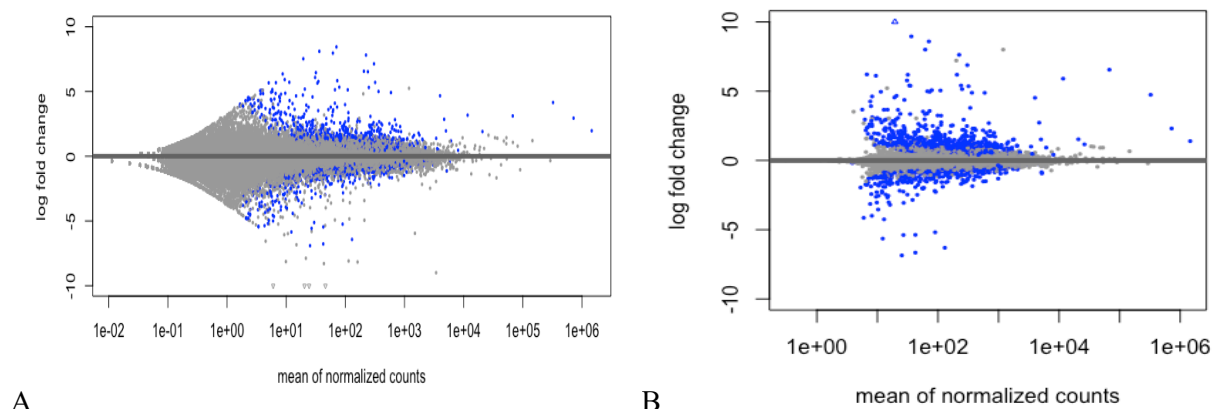 log fold change
10
5
0
-5
-10
1e-02 1e-01 1e+00 1e+01 1e+02 1e+03 1e+04 1e+05 1e+06
mean of normalized counts
A
log fold change
10
5
0
-5
-10
1e+00 1e+02 1e+04 1e+06
mean of normalized counts
B